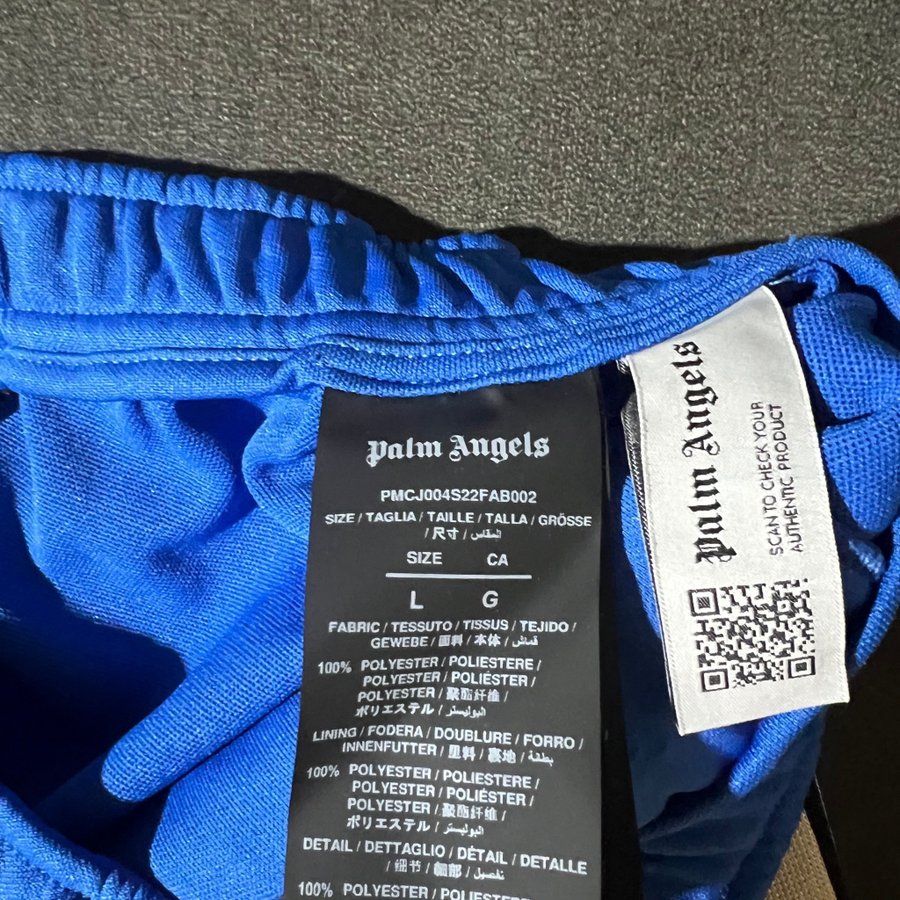 Palm Angels
PMCJ004S22FAB002
SIZE / TAGLIA / TAILLE / TALLA / GRÖSSE
/ 尺寸 / المقاس
SIZE CA
L G
FABRIC / TESSUTO / TISSUS / TEJIDO /
GEWEBE / 面料 / 本体 / قماش
100% POLYESTER / POLIESTERE /
POLYESTER / POLIÉSTER /
POLYESTER / 聚酯纤维 /
ポリエステル / البوليستر
LINING / FODERA / DOUBLURE / FORRO /
INNENFUTTER / 里料 / 裏地 / بطانة
100% POLYESTER / POLIESTERE /
POLYESTER / POLIÉSTER /
POLYESTER / 聚酯纤维 /
ポリエステル / البوليستر
DETAIL / DETTAGLIO / DÉTAIL / DETALLE
/ 细节 / تفصيل
100% POLYESTER / POLIESTERE
Palm Angels
SCAN TO CHECK YOUR
AUTHENTIC PRODUCT